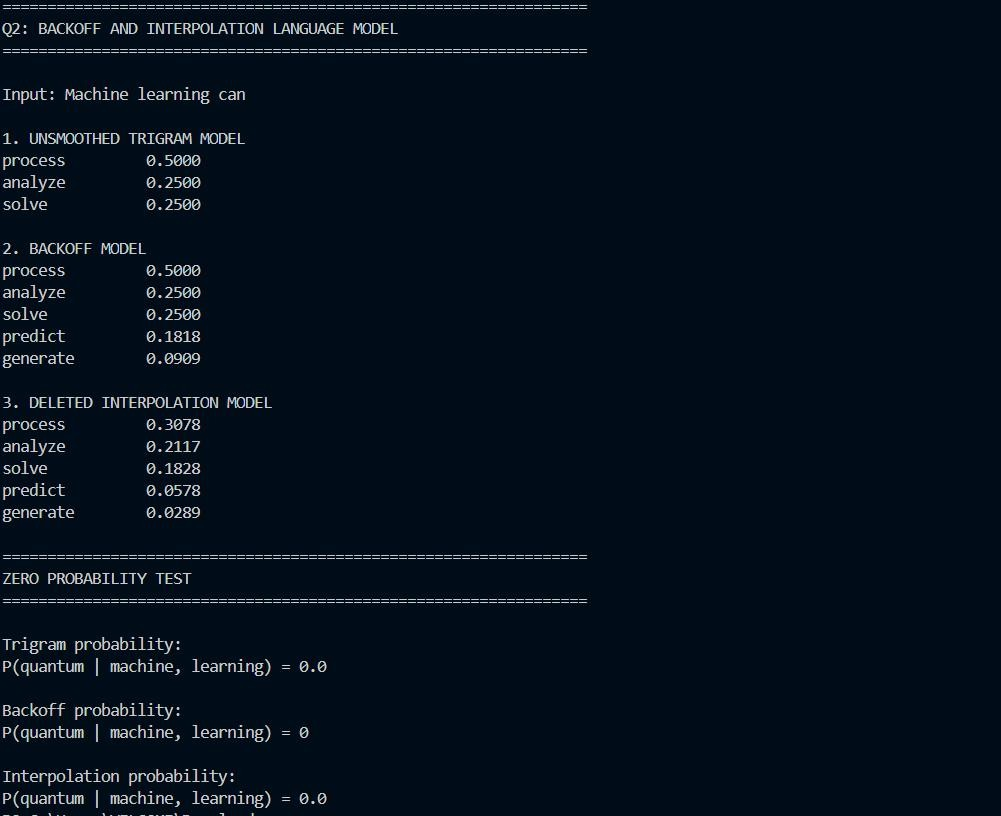 =================================================================
Q2: BACKOFF AND INTERPOLATION LANGUAGE MODEL
=================================================================
Input: Machine learning can
1. UNSMOOTHED TRIGRAM MODEL
process 0.5000
analyze 0.2500
solve 0.2500
2. BACKOFF MODEL
process 0.5000
analyze 0.2500
solve 0.2500
predict 0.1818
generate 0.0909
3. DELETED INTERPOLATION MODEL
process 0.3078
analyze 0.2117
solve 0.1828
predict 0.0578
generate 0.0289
=================================================================
ZERO PROBABILITY TEST
=================================================================
Trigram probability:
P(quantum | machine, learning) = 0.0
Backoff probability:
P(quantum | machine, learning) = 0
Interpolation probability:
P(quantum | machine, learning) = 0.0